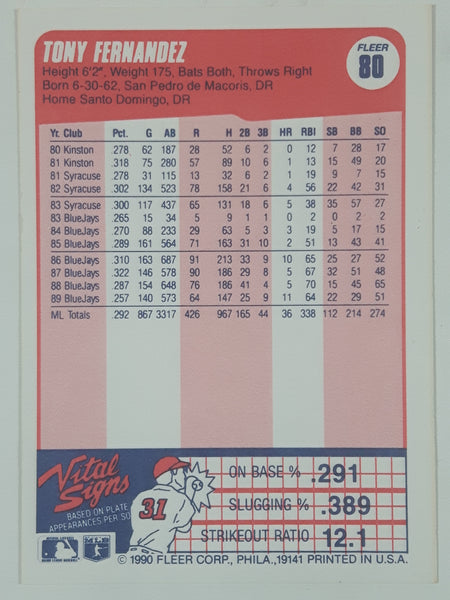 TONY FERNANDEZ
FLEER
80
Height 6'2", Weight 175, Bats Both, Throws Right
Born 6-30-62, San Pedro de Macoris, DR
Home Santo Domingo, DR
Yr. Club Pct. G AB R H 2B 3B HR RBI SB BB SO
80 Kinston .278 62 187 28 52 6 2 0 12 7 28 17
81 Kinston .318 75 280 57 89 10 6 1 13 15 49 20
81 Syracuse .278 31 115 13 32 6 2 1 9 9 7 15
82 Syracuse .302 134 523 78 158 21 6 4 56 22 42 31
83 Syracuse .300 117 437 65 131 18 6 5 38 35 57 27
83 BlueJays .265 15 34 5 9 1 1 0 2 0 2 2
84 BlueJays .270 88 233 29 63 5 3 3 19 5 17 15
85 BlueJays .289 161 564 71 163 31 10 2 51 13 43 41
86 BlueJays .310 163 687 91 213 33 9 10 65 25 27 52
87 BlueJays .322 146 578 90 186 29 8 5 67 32 51 48
88 BlueJays .287 154 648 76 186 41 4 5 70 15 45 65
89 BlueJays .257 140 573 64 147 25 9 11 64 22 29 51
ML Totals .292 867 3317 426 967 165 44 36 338 112 214 274
Vital Signs
BASED ON PLATE APPEARANCES PER SO
31
ON BASE % .291
SLUGGING % .389
STRIKEOUT RATIO 12.1
© 1990 FLEER CORP., PHILA., 19141 PRINTED IN U.S.A.